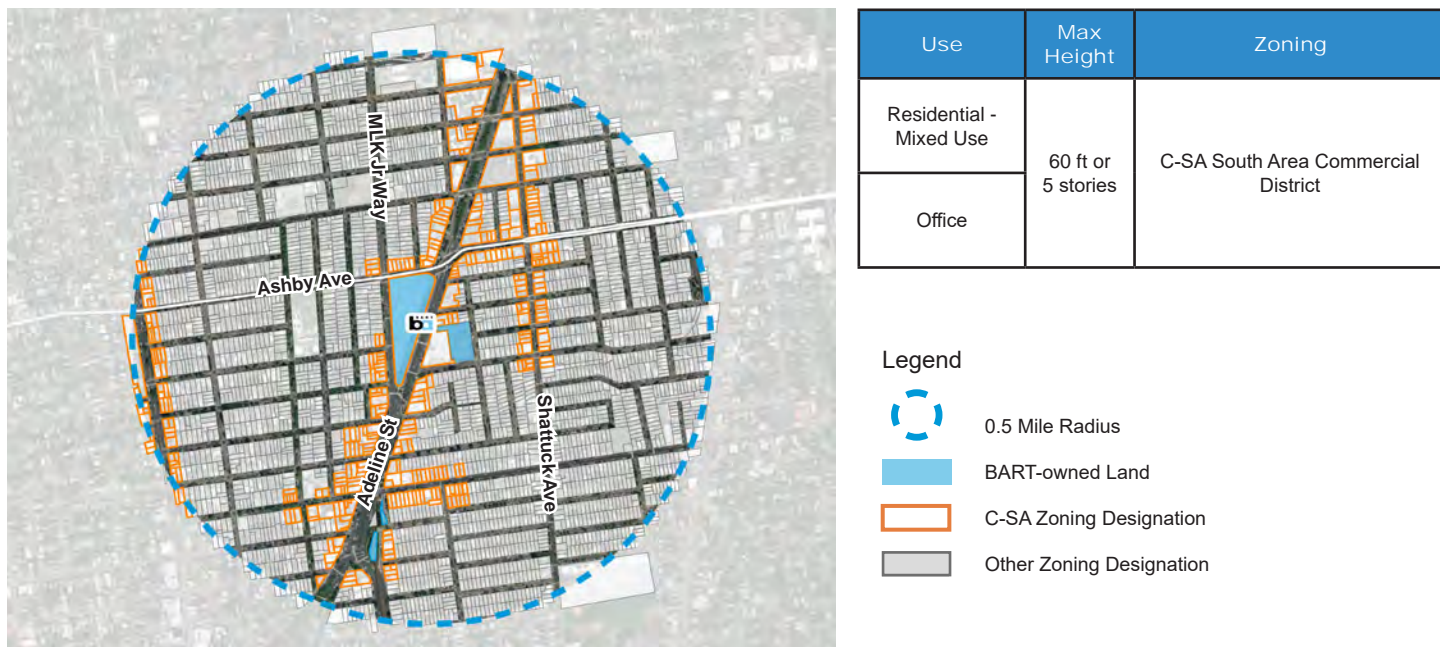 MLK Jr Way
Ashby Ave
Adeline St
Shattuck Ave
ba
Use
Max
Height
Zoning
Residential -
Mixed Use
Office
60 ft or
5 stories
C-SA South Area Commercial
District
Legend
0.5 Mile Radius
BART-owned Land
C-SA Zoning Designation
Other Zoning Designation